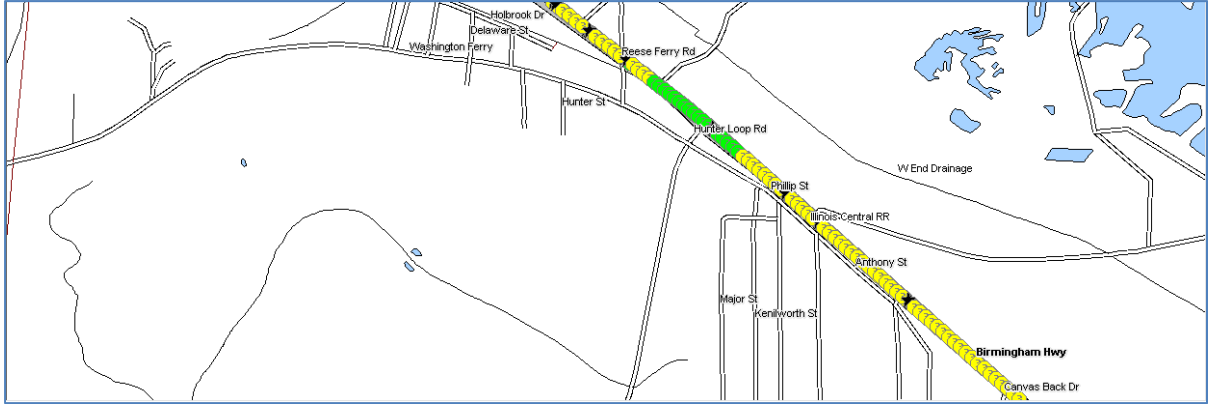 Holbrook Dr
Delaware St
Washington Ferry
Reese Ferry Rd
Hunter St
Hunter Loop Rd
W End Drainage
Phillip St
Illinois Central RR
Anthony St
Major St
Kenilworth St
Birmingham Hwy
Canvas Back Dr